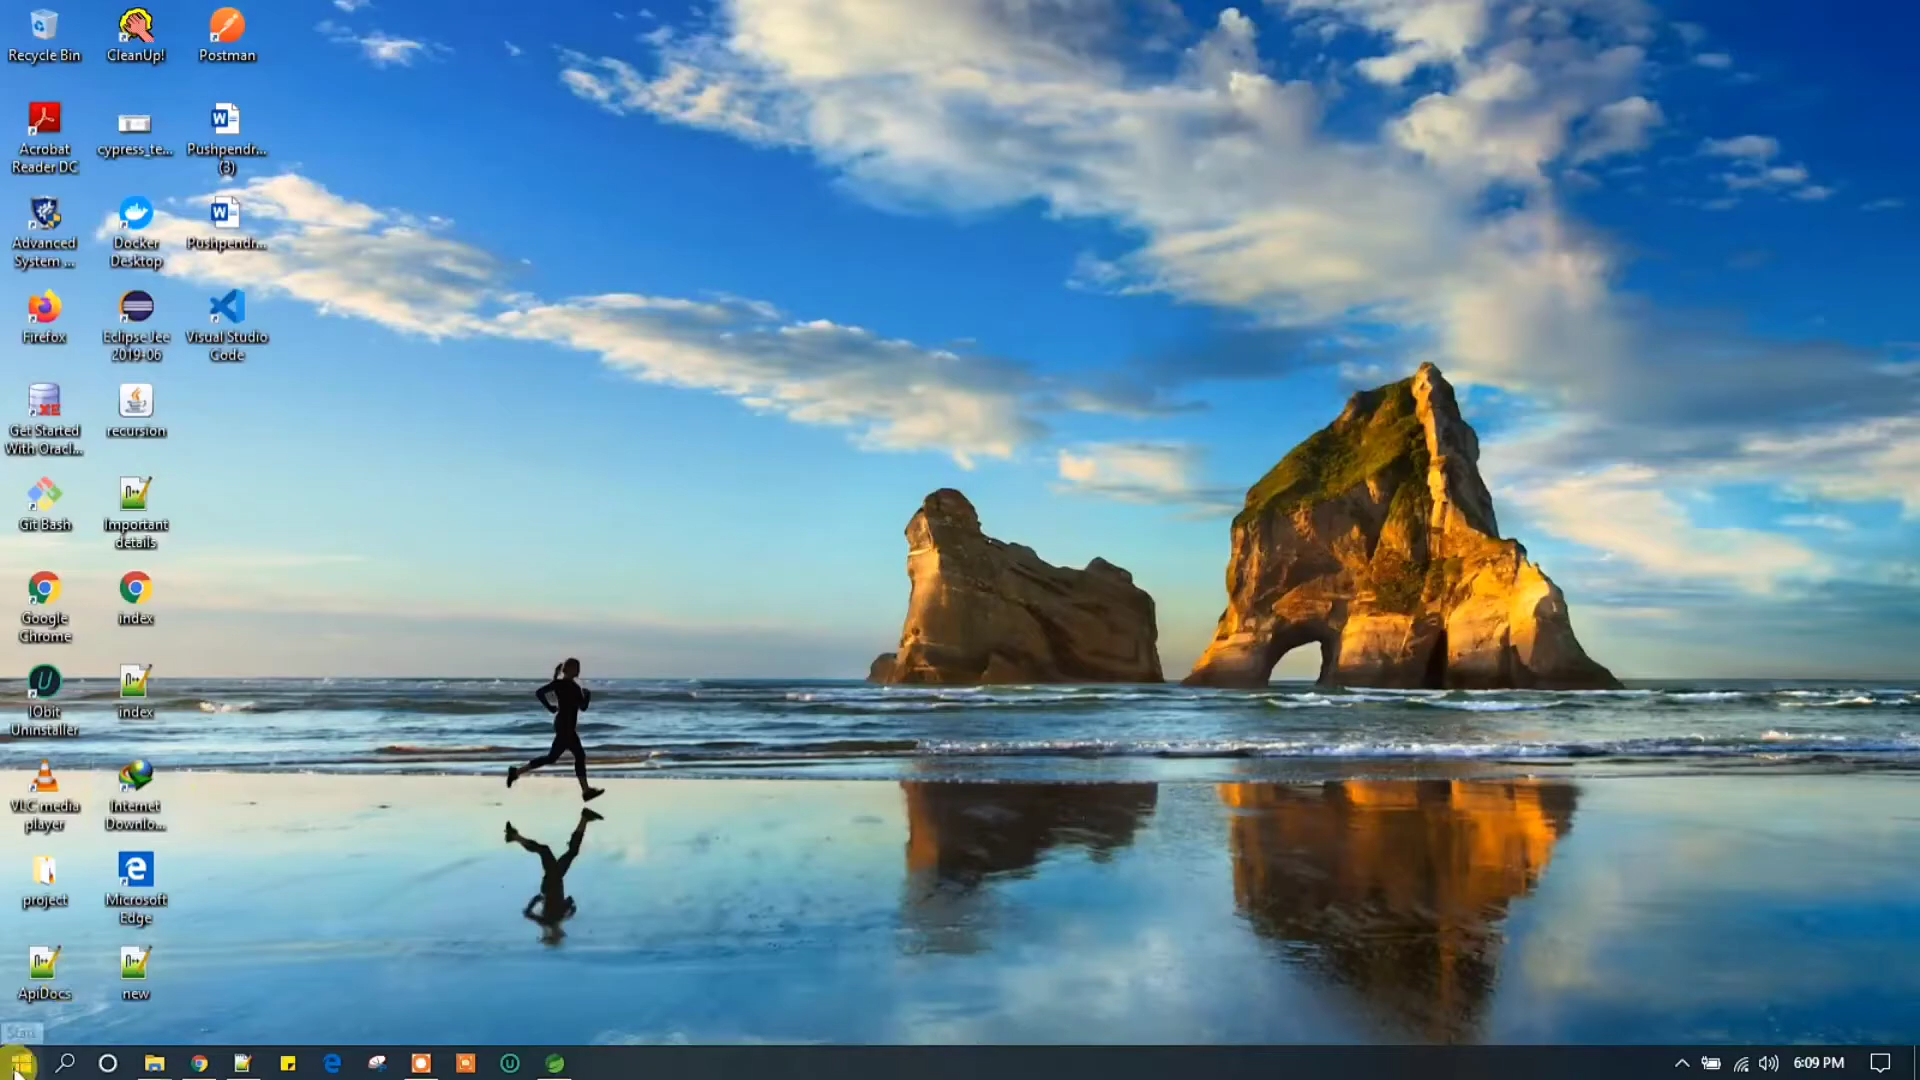 Recycle Bin
CleanUp!
Postman
Acrobat
Reader DC
cypress_te...
Pushpendr...
(3)
Advanced
System ...
Docker
Desktop
Pushpendr...
Firefox
Eclipse Jee
2019-06
Visual Studio
Code
Get Started
With Oracl...
recursion
Git Bash
Important
details
Google
Chrome
index
IObit
Uninstaller
index
VLC media
player
Internet
Downlo...
project
Microsoft
Edge
ApiDocs
new
Start
6:09 PM